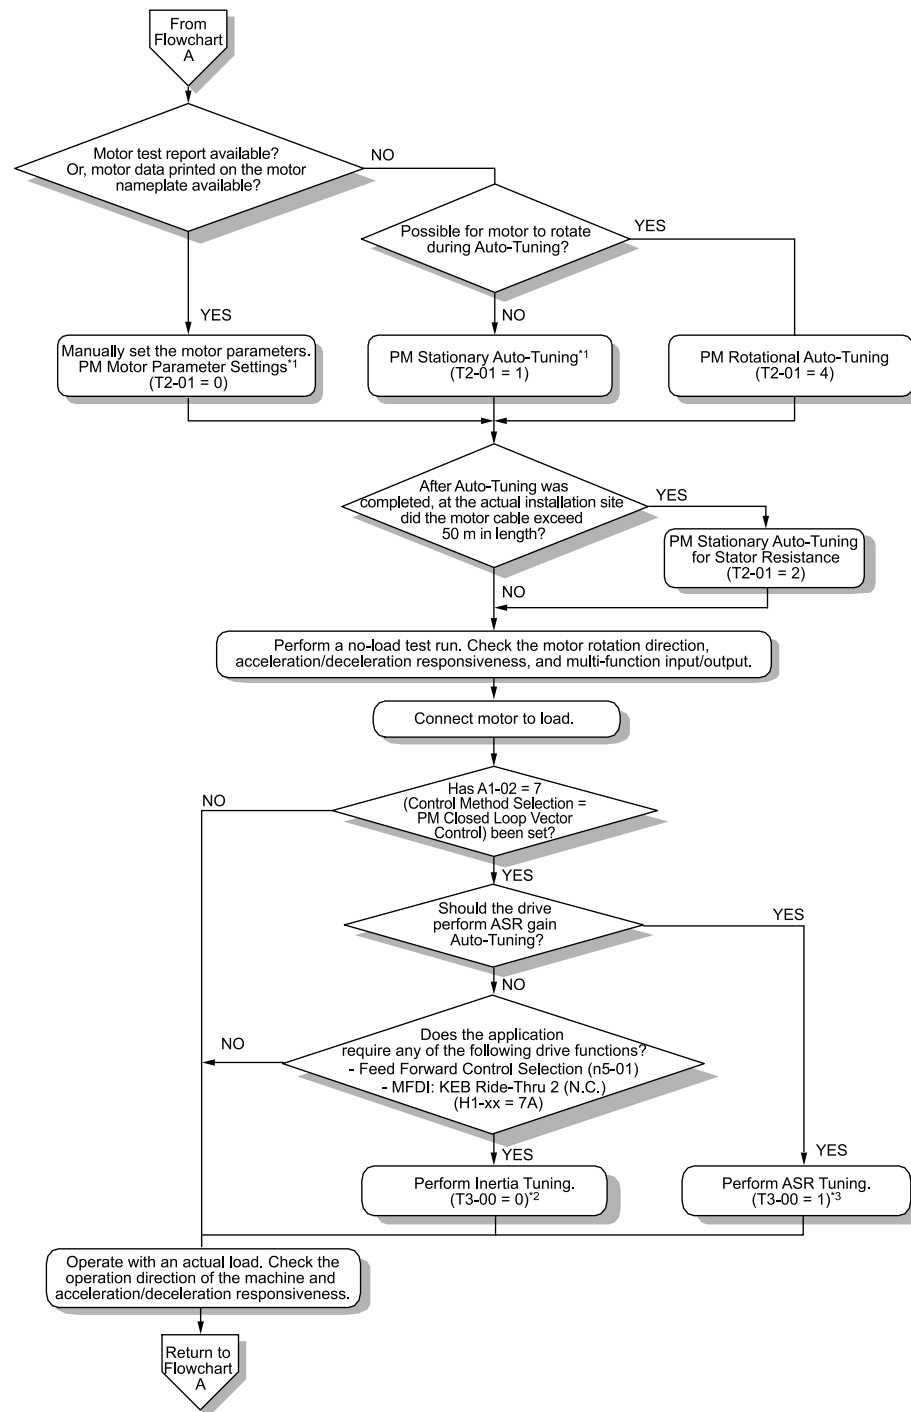 From
Flowchart
A
Motor test report available?
Or, motor data printed on the motor
nameplate available?
NO
Possible for motor to rotate
during Auto-Tuning?
YES
YES
NO
Manually set the motor parameters.
PM Motor Parameter Settings*1
(T2-01 = 0)
PM Stationary Auto-Tuning*1
(T2-01 = 1)
PM Rotational Auto-Tuning
(T2-01 = 4)
After Auto-Tuning was
completed, at the actual installation site
did the motor cable exceed
50 m in length?
YES
PM Stationary Auto-Tuning
for Stator Resistance
(T2-01 = 2)
NO
Perform a no-load test run. Check the motor rotation direction,
acceleration/deceleration responsiveness, and multi-function input/output.
Connect motor to load.
Has A1-02 = 7
(Control Method Selection =
PM Closed Loop Vector
Control) been set?
NO
YES
Should the drive
perform ASR gain
Auto-Tuning?
YES
NO
Does the application
require any of the following drive functions?
- Feed Forward Control Selection (n5-01)
- MFDI: KEB Ride-Thru 2 (N.C.)
(H1-xx = 7A)
NO
YES
YES
Perform Inertia Tuning.
(T3-00 = 0)*2
Perform ASR Tuning.
(T3-00 = 1)*3
Operate with an actual load. Check the
operation direction of the machine and
acceleration/deceleration responsiveness.
Return to
Flowchart
A